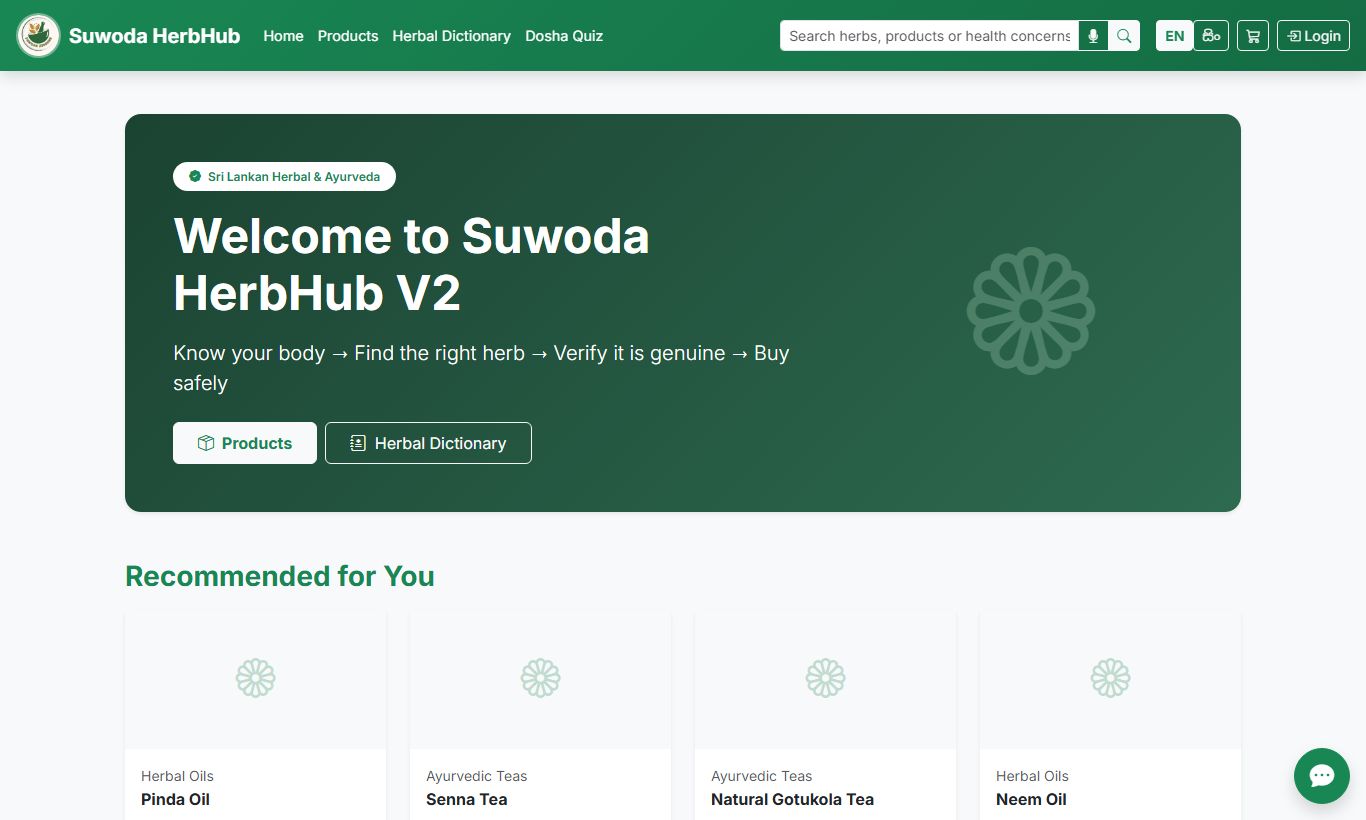 Suwoda HerbHub
Home
Products
Herbal Dictionary
Dosha Quiz
Search herbs, products or health concerns
EN
Login
Sri Lankan Herbal & Ayurveda
Welcome to Suwoda
HerbHub V2
Know your body → Find the right herb → Verify it is genuine → Buy
safely
Products
Herbal Dictionary
Recommended for You
Herbal Oils
Pinda Oil
Ayurvedic Teas
Senna Tea
Ayurvedic Teas
Natural Gotukola Tea
Herbal Oils
Neem Oil